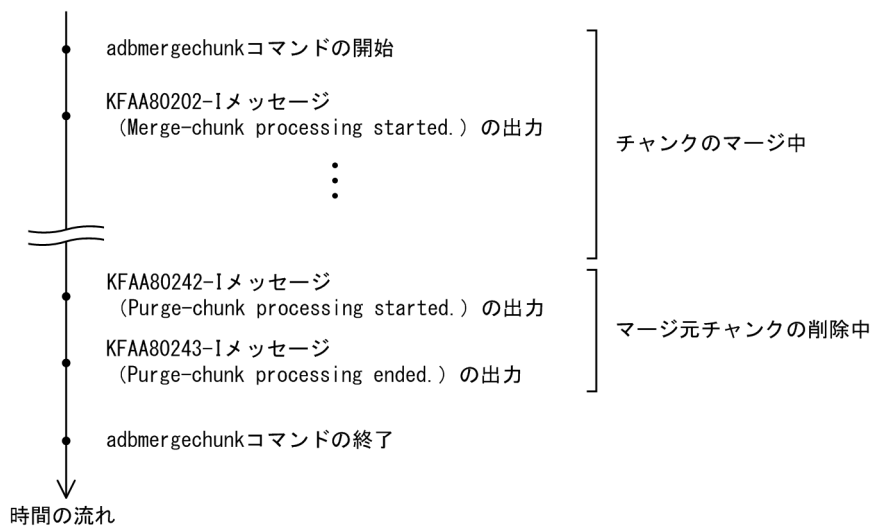 adbmergechunkコマンドの開始
KFAA80202-Iメッセージ
（Merge-chunk processing started.）の出力
チャンクのマージ中
KFAA80242-Iメッセージ
（Purge-chunk processing started.）の出力
マージ元チャンクの削除中
KFAA80243-Iメッセージ
（Purge-chunk processing ended.）の出力
adbmergechunkコマンドの終了
時間の流れ